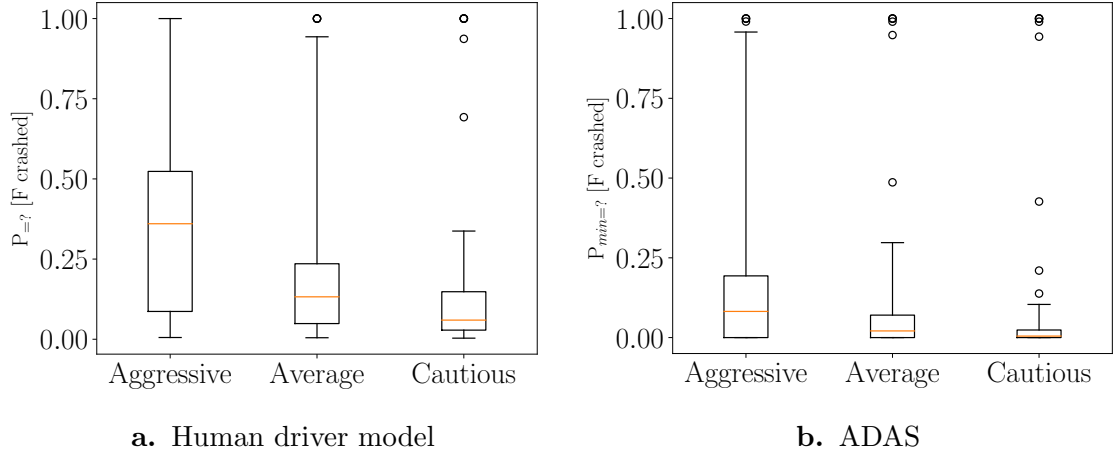 1.00
0.75
0.50
0.25
0.00
P=? [F crashed]
Aggressive Average Cautious
a. Human driver model
1.00
0.75
0.50
0.25
0.00
Pmin=? [F crashed]
Aggressive Average Cautious
b. ADAS